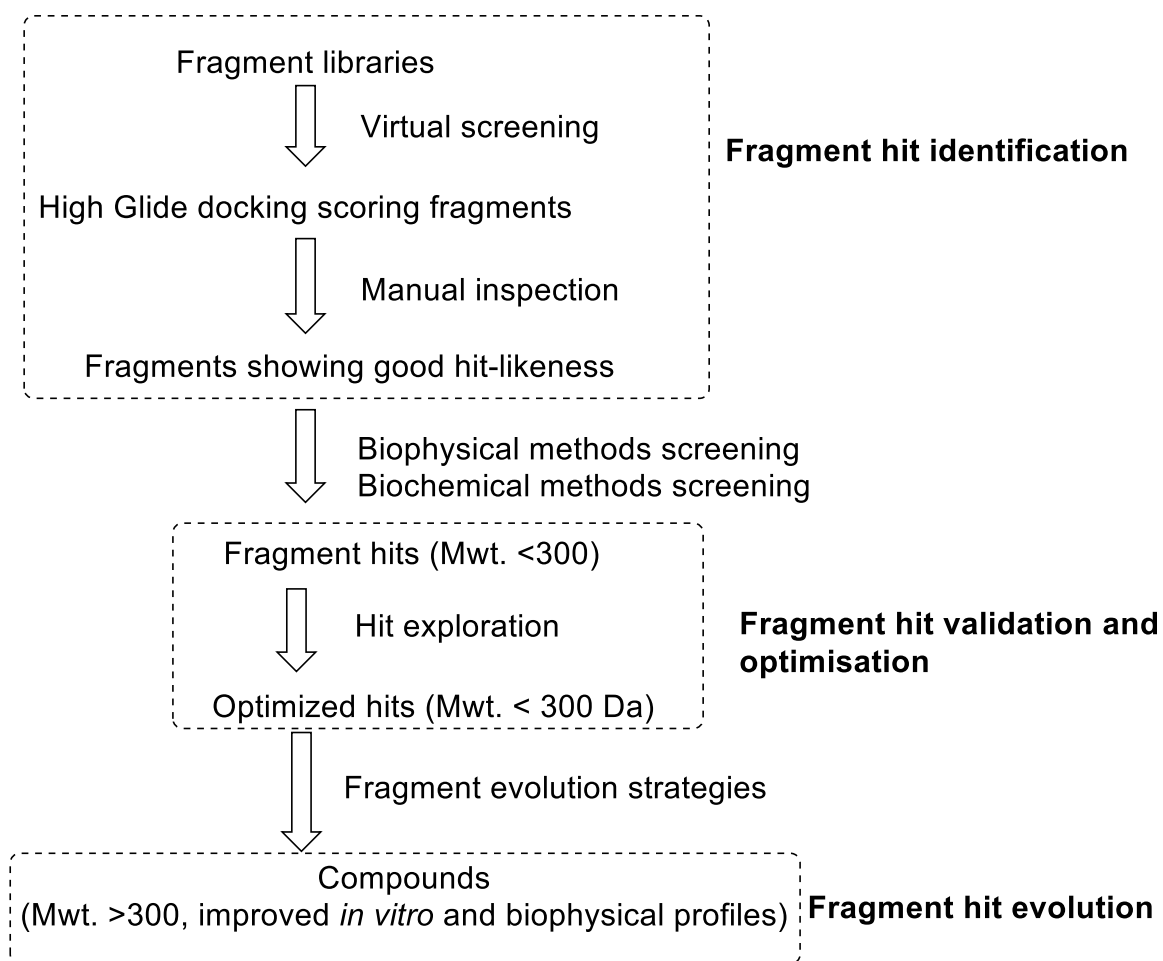 Fragment libraries
Virtual screening
Fragment hit identification
High Glide docking scoring fragments
Manual inspection
Fragments showing good hit-likeness
Biophysical methods screening
Biochemical methods screening
Fragment hits (Mwt. <300)
Hit exploration
Fragment hit validation and
optimisation
Optimized hits (Mwt. < 300 Da)
Fragment evolution strategies
Compounds
(Mwt. >300, improved in vitro and biophysical profiles)
Fragment hit evolution